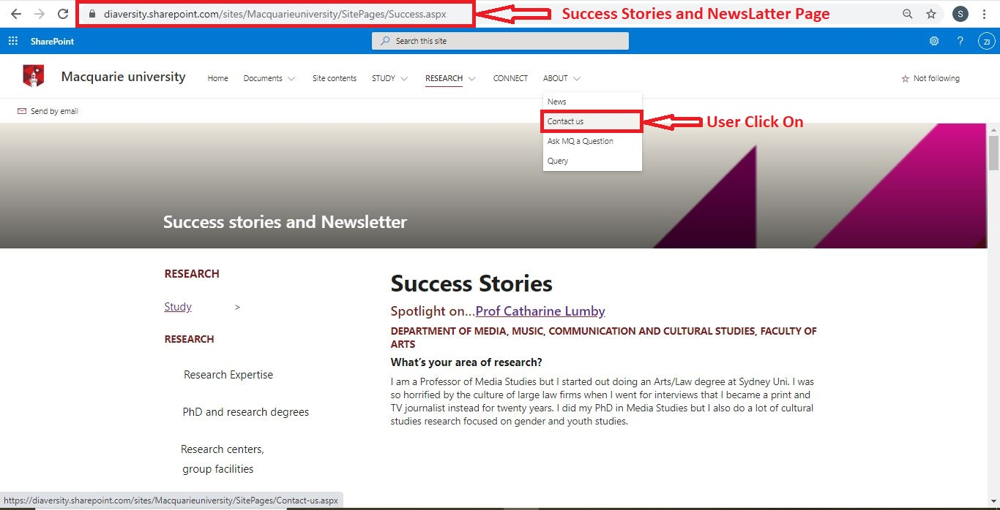 diaversity.sharepoint.com/sites/Macquarieuniversity/SitePages/Success.aspx
Success Stories and NewsLatter Page
S
SharePoint
Search this site
?
ZI
Macquarie university
Home
Documents
Site contents
STUDY
RESEARCH
CONNECT
ABOUT
Not following
News
Contact us
User Click On
Ask MQ a Question
Query
Send by email
Success stories and Newsletter
RESEARCH
Study >
RESEARCH
Research Expertise
PhD and research degrees
Research centers,
group facilities
Success Stories
Spotlight on...Prof Catharine Lumby
DEPARTMENT OF MEDIA, MUSIC, COMMUNICATION AND CULTURAL STUDIES, FACULTY OF
ARTS
What's your area of research?
I am a Professor of Media Studies but I started out doing an Arts/Law degree at Sydney Uni. I was
so horrified by the culture of large law firms when I went for interviews that I became a print and
TV journalist instead for twenty years. I did my PhD in Media Studies but I also do a lot of cultural
studies research focused on gender and youth studies.
https://diaversity.sharepoint.com/sites/Macquarieuniversity/SitePages/Contact-us.aspx